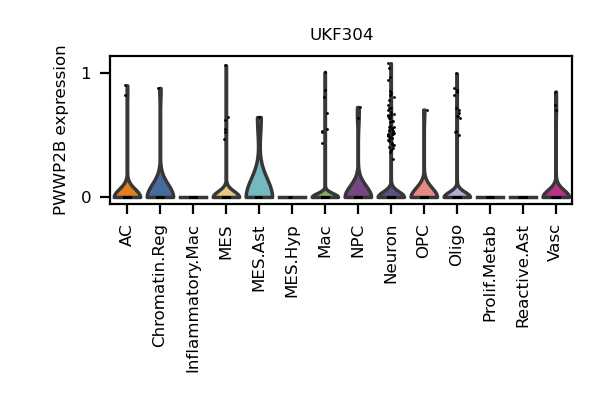 UKF304
PWWP2B expression
1
0
AC
Chromatin.Reg
Inflammatory.Mac
MES
MES.Ast
MES.Hyp
Mac
NPC
Neuron
OPC
Oligo
Prolif.Metab
Reactive.Ast
Vasc